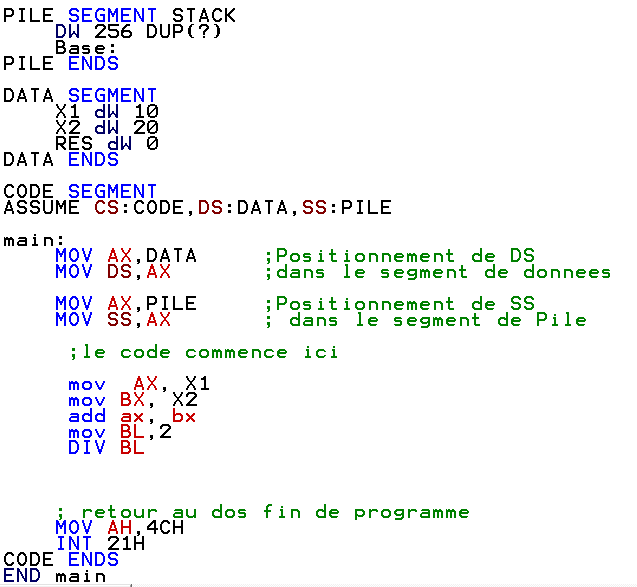 PILE SEGMENT STACK
DW 256 DUP(?)
Base:
PILE ENDS
DATA SEGMENT
X1 dW 10
X2 dW 20
RES dW 0
DATA ENDS
CODE SEGMENT
ASSUME CS:CODE,DS:DATA,SS:PILE
main:
MOV AX,DATA ;Positionnement de DS
MOV DS,AX ;dans le segment de donnees
MOV AX,PILE ;Positionnement de SS
MOV SS,AX ; dans le segment de Pile
;le code commence ici
mov AX, X1
mov BX, X2
add ax, bx
mov BL,2
DIV BL
; retour au dos fin de programme
MOV AH,4CH
INT 21H
CODE ENDS
END main